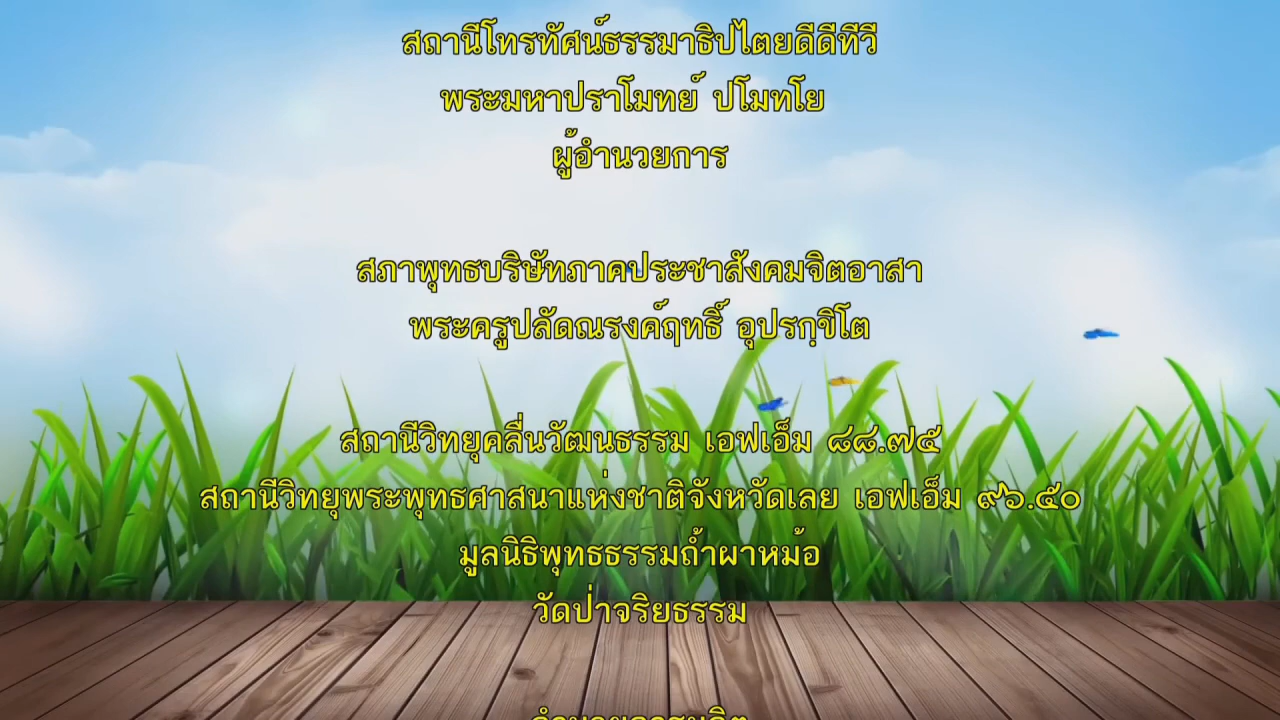 สถานีโทรทัศน์ธรรมาธิปไตยดีดีทีวี
พระมหาปราโมทย์ ปโมทโย
ผู้อำนวยการ
สภาพุทธบริษัทภาคประชาสังคมจิตอาสา
พระครูปลัดณรงค์ฤทธิ์ อุปรกฺขิโต
สถานีวิทยุคลื่นวัฒนธรรม เอฟเอ็ม ๘๘.๗๕
สถานีวิทยุพระพุทธศาสนาแห่งชาติจังหวัดเลย เอฟเอ็ม ๙๖.๕๐
มูลนิธิพุทธธรรมถ้ำผาหม้อ
วัดป่าจริยธรรม